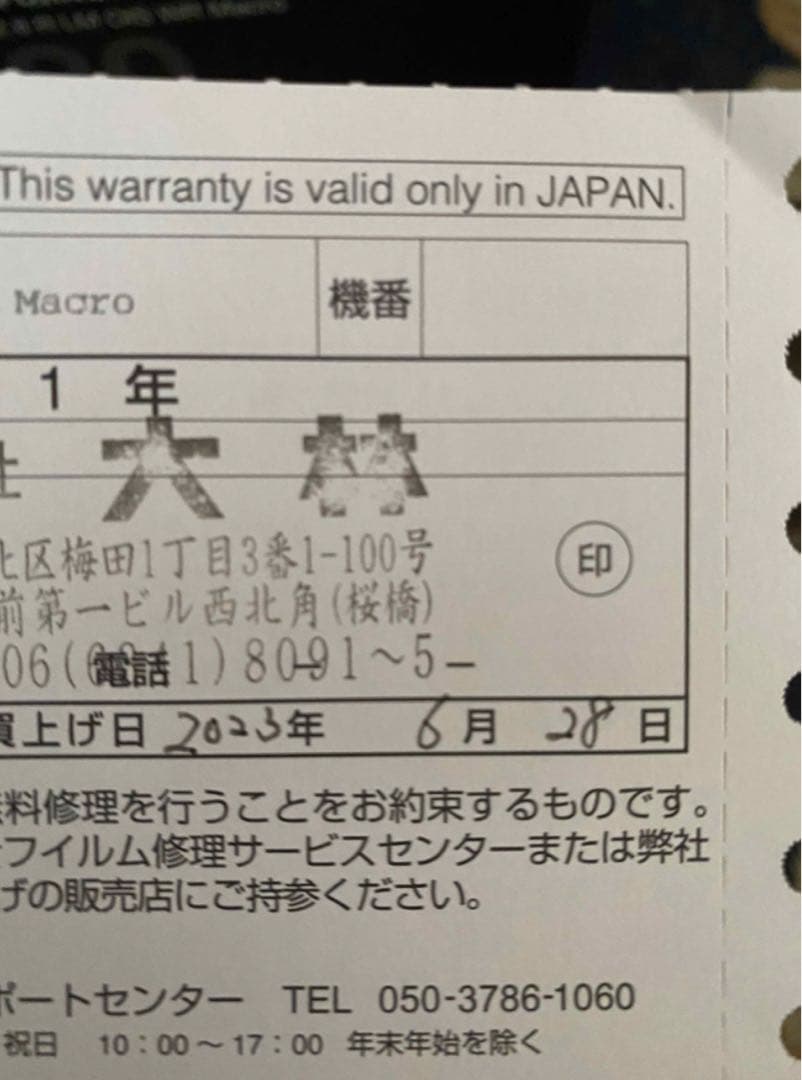 This warranty is valid only in JAPAN.
Macro 機番
1 年
大林
北区梅田1丁目3番1-100号
前第一ビル西北角(桜橋)
06( 電話 1)8091～5
買上げ日 2023年 6月 28日
印
無料修理を行うことをお約束するものです。
フイルム修理サービスセンターまたは弊社
げの販売店にご持参ください。
ポートセンター TEL 050-3786-1060
祝日 10：00～17：00 年末年始を除く